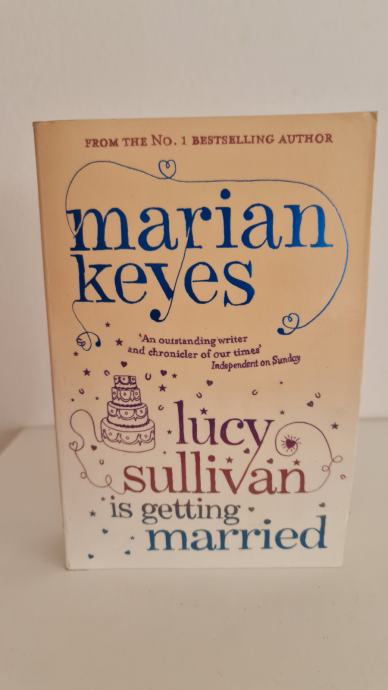 FROM THE NO. 1 BESTSELLING AUTHOR
marian
keyes
'An outstanding writer
and chronicler of our times'
Independent on Sunday
lucy
sullivan
is getting
married